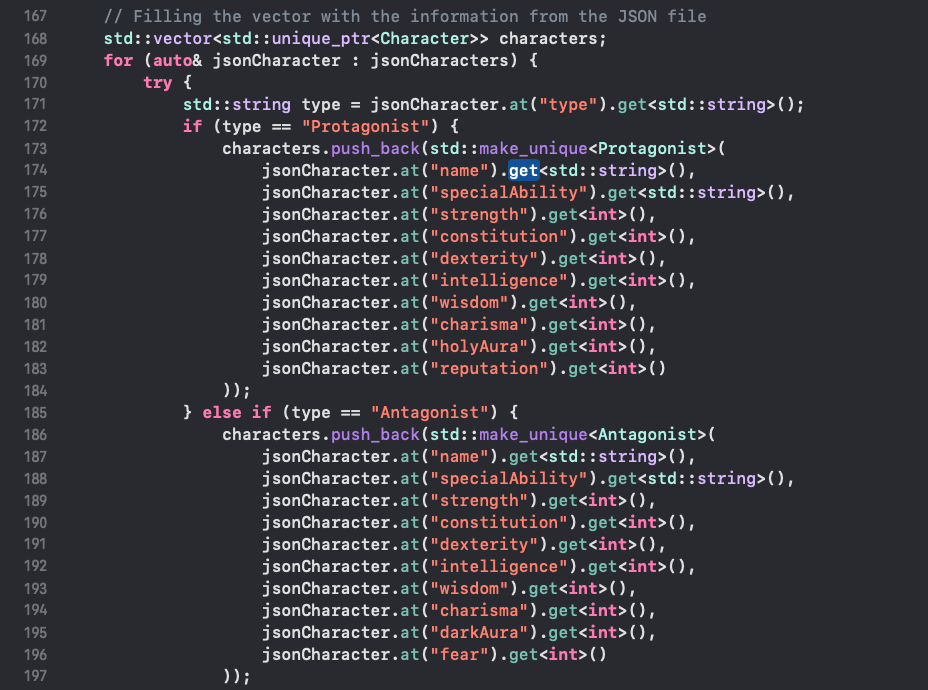 167 // Filling the vector with the information from the JSON file
168 std::vector<std::unique_ptr<Character>> characters;
169 for (auto& jsonCharacter : jsonCharacters) {
170 try {
171 std::string type = jsonCharacter.at("type").get<std::string>();
172 if (type == "Protagonist") {
173 characters.push_back(std::make_unique<Protagonist>(
174 jsonCharacter.at("name").get<std::string>(),
175 jsonCharacter.at("specialAbility").get<std::string>(),
176 jsonCharacter.at("strength").get<int>(),
177 jsonCharacter.at("constitution").get<int>(),
178 jsonCharacter.at("dexterity").get<int>(),
179 jsonCharacter.at("intelligence").get<int>(),
180 jsonCharacter.at("wisdom").get<int>(),
181 jsonCharacter.at("charisma").get<int>(),
182 jsonCharacter.at("holyAura").get<int>(),
183 jsonCharacter.at("reputation").get<int>()
184 ));
185 } else if (type == "Antagonist") {
186 characters.push_back(std::make_unique<Antagonist>(
187 jsonCharacter.at("name").get<std::string>(),
188 jsonCharacter.at("specialAbility").get<std::string>(),
189 jsonCharacter.at("strength").get<int>(),
190 jsonCharacter.at("constitution").get<int>(),
191 jsonCharacter.at("dexterity").get<int>(),
192 jsonCharacter.at("intelligence").get<int>(),
193 jsonCharacter.at("wisdom").get<int>(),
194 jsonCharacter.at("charisma").get<int>(),
195 jsonCharacter.at("darkAura").get<int>(),
196 jsonCharacter.at("fear").get<int>()
197 ));